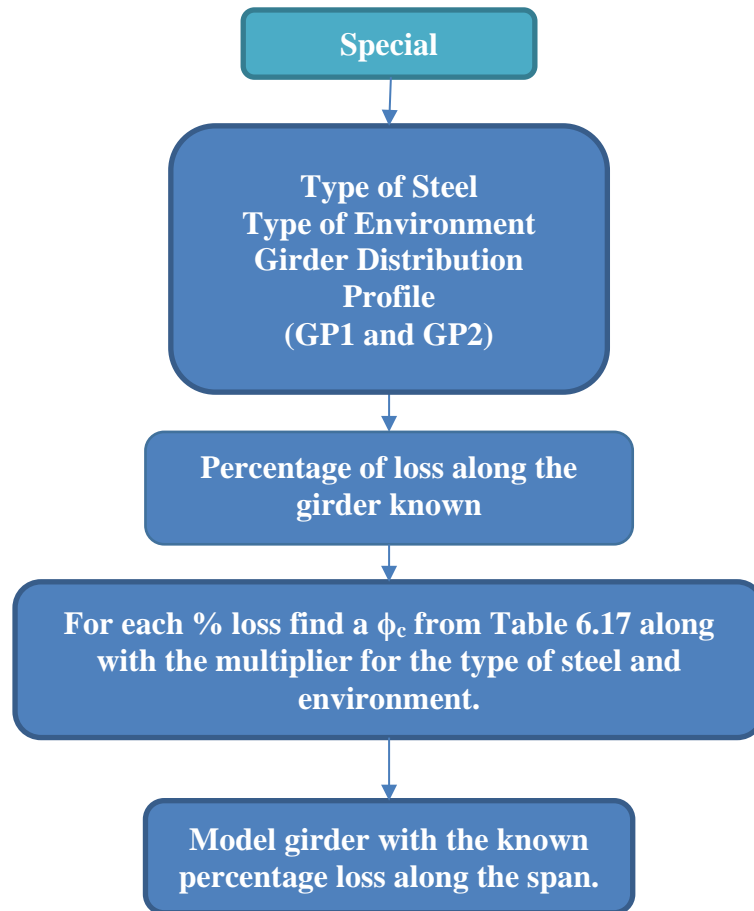 Special
Type of Steel
Type of Environment
Girder Distribution
Profile
(GP1 and GP2)
Percentage of loss along the
girder known
For each % loss find a ϕc from Table 6.17 along
with the multiplier for the type of steel and
environment.
Model girder with the known
percentage loss along the span.